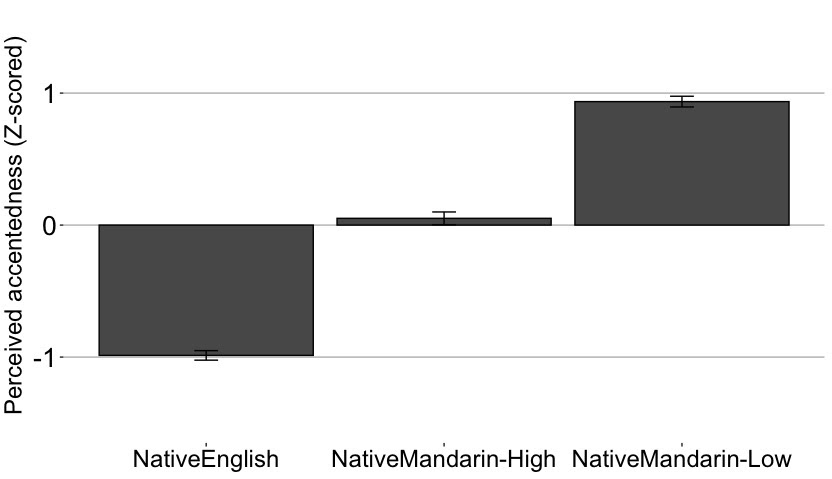 Perceived accentedness (Z-scored)
1
0
-1
NativeEnglish
NativeMandarin-High
NativeMandarin-Low